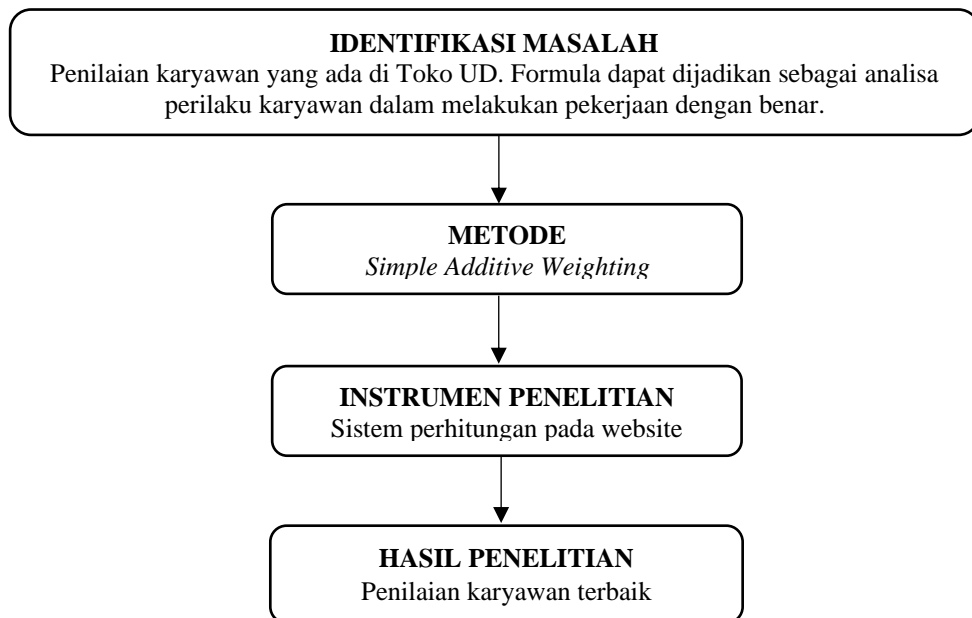 IDENTIFIKASI MASALAH
Penilaian karyawan yang ada di Toko UD. Formula dapat dijadikan sebagai analisa
perilaku karyawan dalam melakukan pekerjaan dengan benar.
METODE
Simple Additive Weighting
INSTRUMEN PENELITIAN
Sistem perhitungan pada website
HASIL PENELITIAN
Penilaian karyawan terbaik